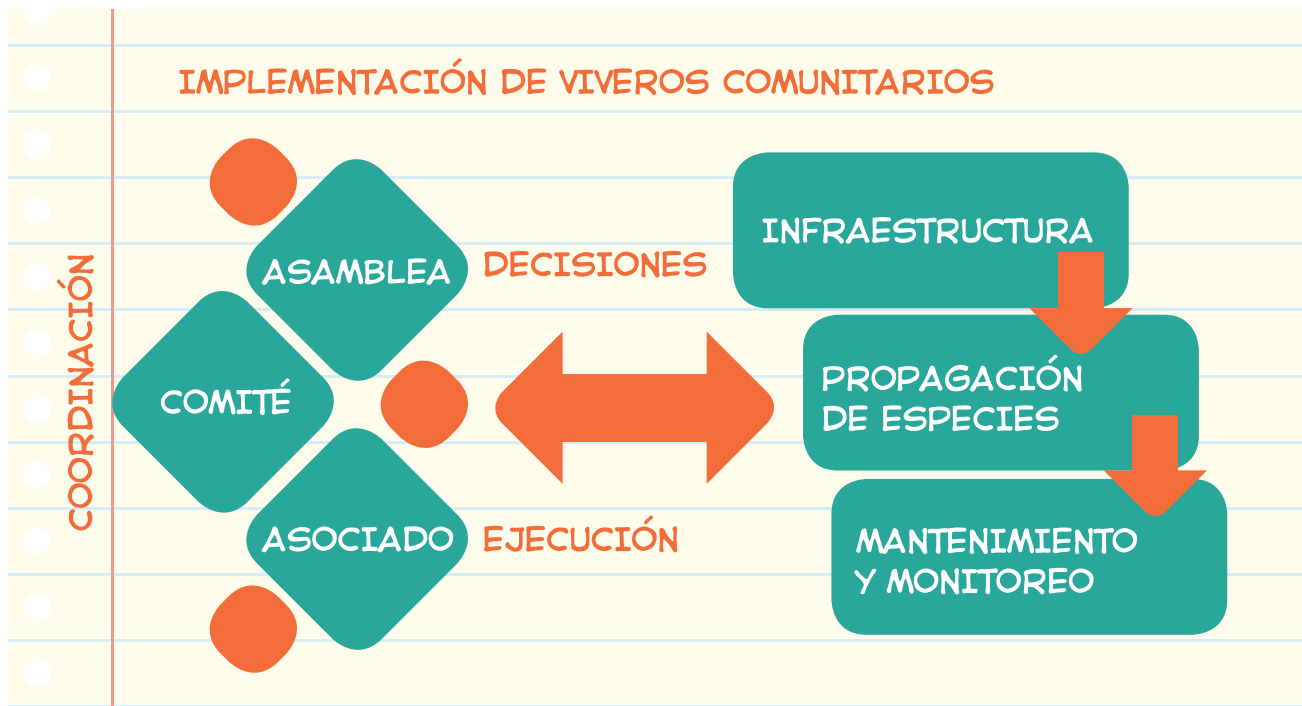 IMPLEMENTACIÓN DE VIVEROS COMUNITARIOS
COORDINACIÓN
ASAMBLEA
DECISIONES
COMITÉ
ASOCIADO
EJECUCIÓN
INFRAESTRUCTURA
PROPAGACIÓN
DE ESPECIES
MANTENIMIENTO
Y MONITOREO